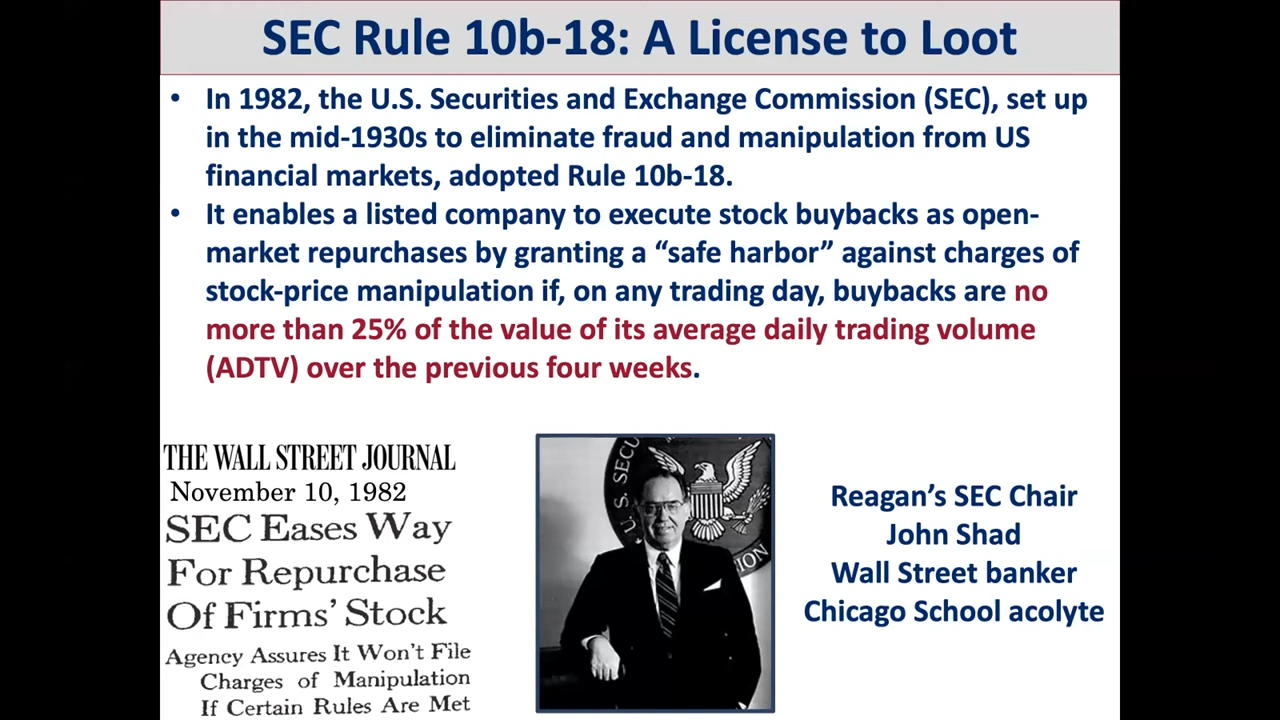 SEC Rule 10b-18: A License to Loot
• In 1982, the U.S. Securities and Exchange Commission (SEC), set up
in the mid-1930s to eliminate fraud and manipulation from US
financial markets, adopted Rule 10b-18.
• It enables a listed company to execute stock buybacks as open-
market repurchases by granting a “safe harbor” against charges of
stock-price manipulation if, on any trading day, buybacks are no
more than 25% of the value of its average daily trading volume
(ADTV) over the previous four weeks.
THE WALL STREET JOURNAL
November 10, 1982
SEC Eases Way
For Repurchase
Of Firms’ Stock
Agency Assures It Won’t File
Charges of Manipulation
If Certain Rules Are Met
U.S. SECU
ION
Reagan’s SEC Chair
John Shad
Wall Street banker
Chicago School acolyte